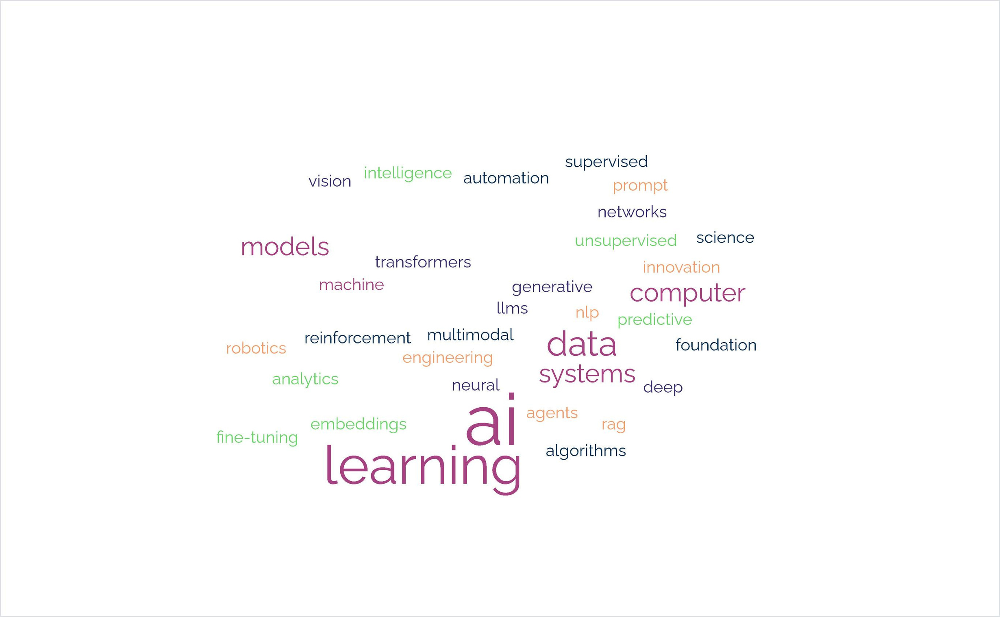 supervised
intelligence
automation
vision
prompt
networks
science
unsupervised
models
transformers
innovation
machine
generative
computer
llms
nlp
predictive
multimodal
reinforcement
data
foundation
robotics
engineering
systems
analytics
neural
deep
ai
agents
embeddings
rag
fine-tuning
algorithms
learning